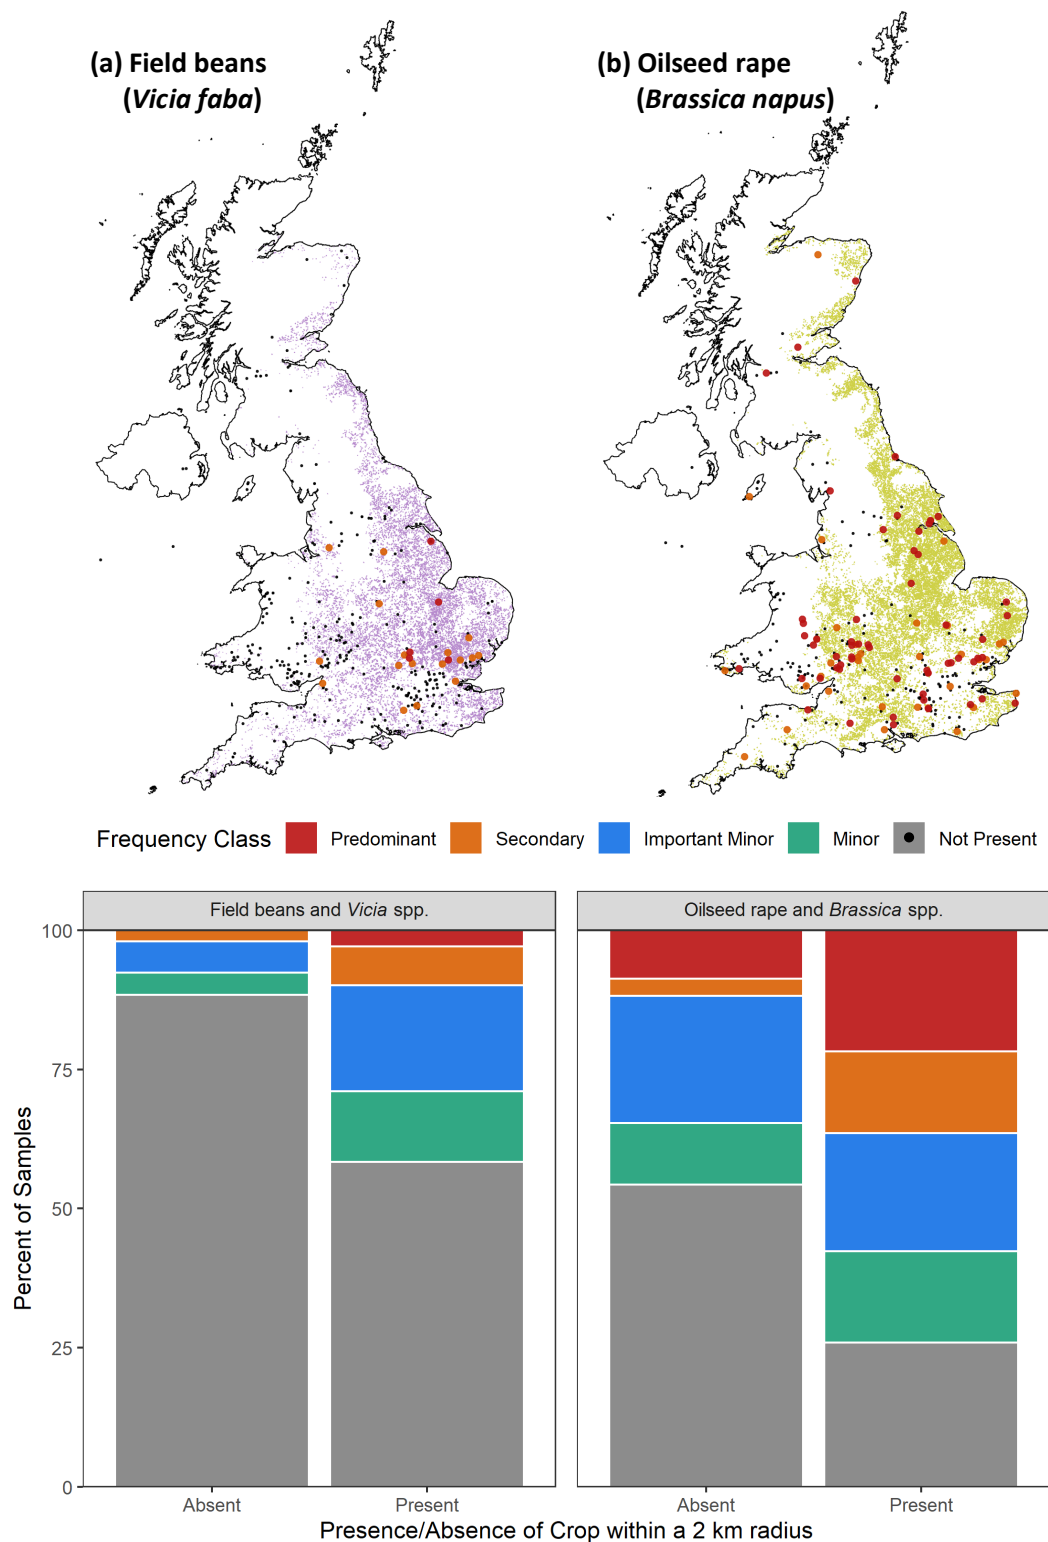 (a) Field beans
(Vicia faba)
(b) Oilseed rape
(Brassica napus)
Frequency Class
Predominant
Secondary
Important Minor
Minor
Not Present
Field beans and Vicia spp.
Oilseed rape and Brassica spp.
Percent of Samples
100
75
50
25
0
Absent
Present
Absent
Present
Presence/Absence of Crop within a 2 km radius